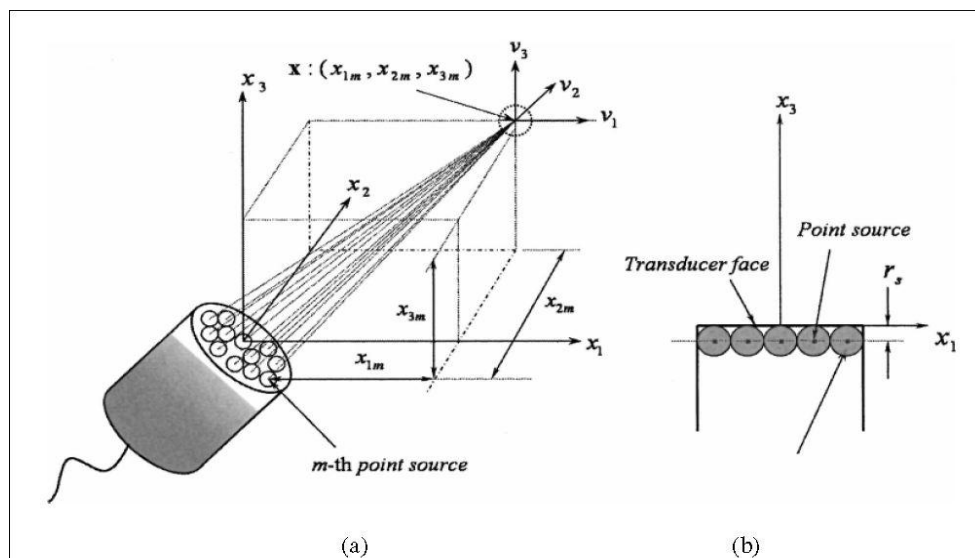 x : ( x₁ₘ , x₂ₘ , x₃ₘ )
v₃
v₂
v₁
x₃
x₂
x₃ₘ
x₂ₘ
x₁
x₁ₘ
m-th point source
(a)
x₃
Point source
Transducer face
rₛ
x₁
(b)